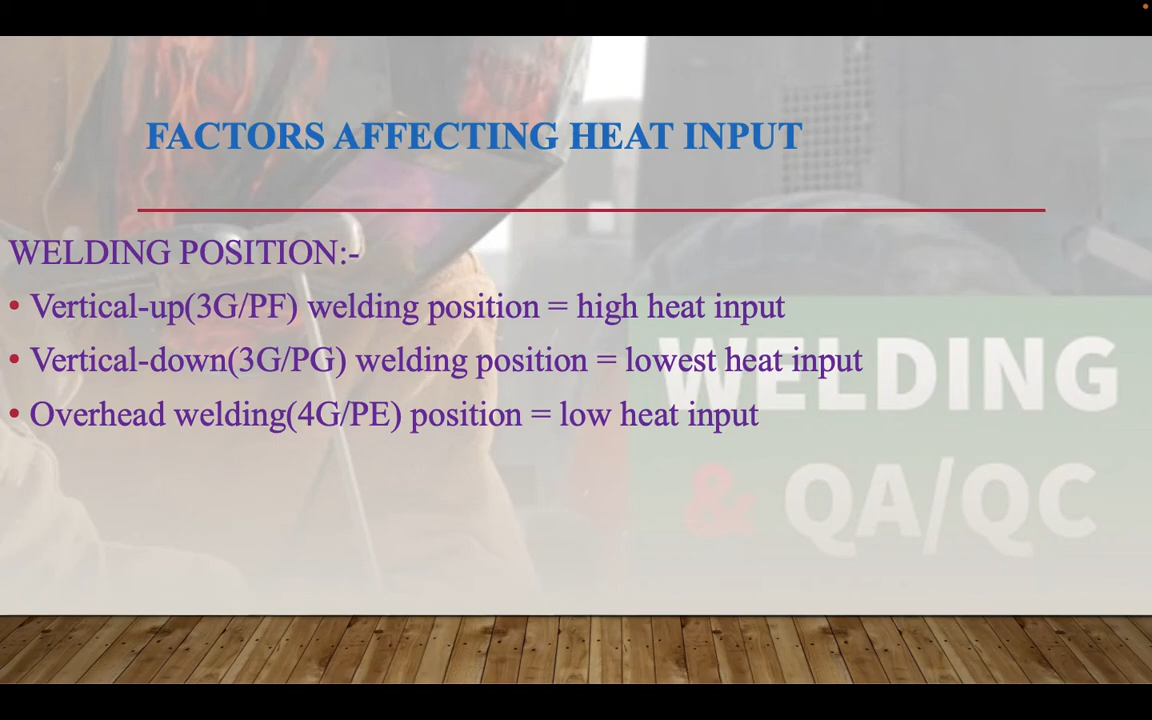 FACTORS AFFECTING HEAT INPUT
WELDING POSITION:-
• Vertical-up(3G/PF) welding position = high heat input
• Vertical-down(3G/PG) welding position = lowest heat input
• Overhead welding(4G/PE) position = low heat input
WELDING
& QA/QC